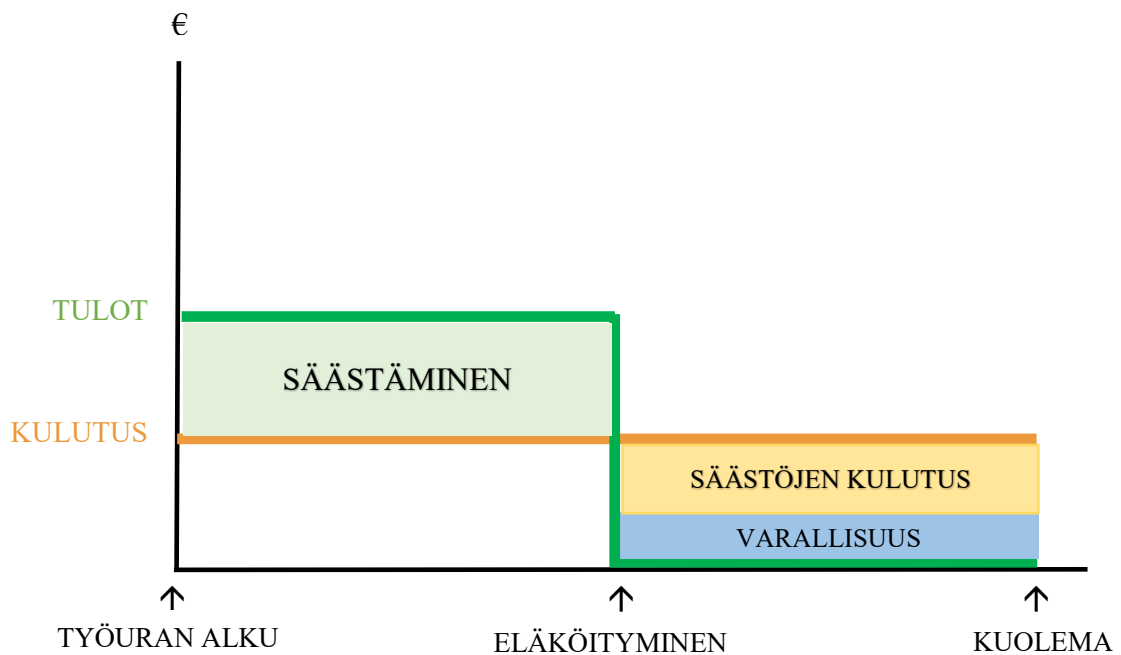 €
TULOT
SÄÄSTÄMINEN
KULUTUS
SÄÄSTÖJEN KULUTUS
VARALLISUUS
TYÖURAN ALKU
ELÄKÖITYMINEN
KUOLEMA